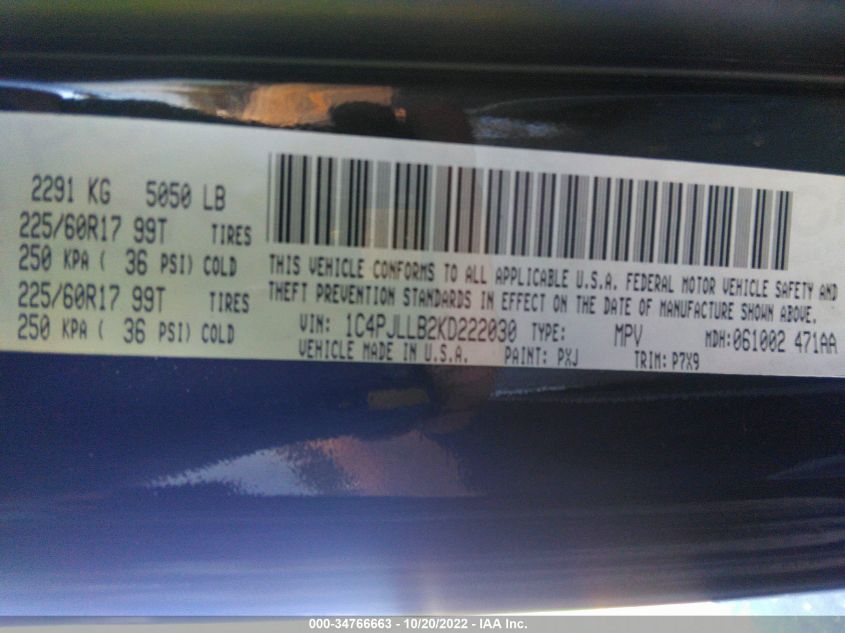 2291 KG 5050 LB
225/60R17 99T TIRES
250 KPA ( 36 PSI) COLD
225/60R17 99T TIRES
250 KPA ( 36 PSI) COLD
THIS VEHICLE CONFORMS TO ALL APPLICABLE U.S.A. FEDERAL MOTOR VEHICLE SAFETY AND
THEFT PREVENTION STANDARDS IN EFFECT ON THE DATE OF MANUFACTURE SHOWN ABOVE.
VIN: 1C4PJLLB2KD222030 TYPE: MPV MDH:061002 471AA
VEHICLE MADE IN U.S.A. PAINT: PXJ TRIM: P7X9
000-34766663 - 10/20/2022 - IAA Inc.